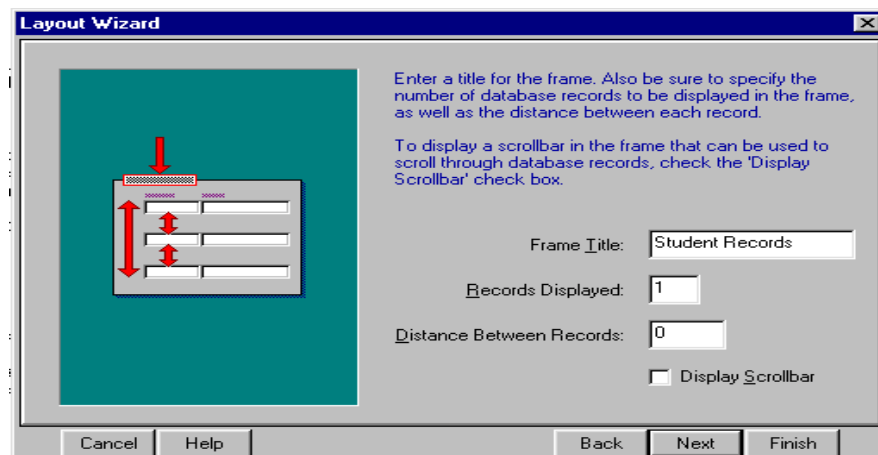 Layout Wizard
Enter a title for the frame. Also be sure to specify the
number of database records to be displayed in the frame,
as well as the distance between each record.
To display a scrollbar in the frame that can be used to
scroll through database records, check the 'Display
Scrollbar' check box.
Frame Title: Student Records
Records Displayed: 1
Distance Between Records: 0
Display Scrollbar
Cancel Help Back Next Finish